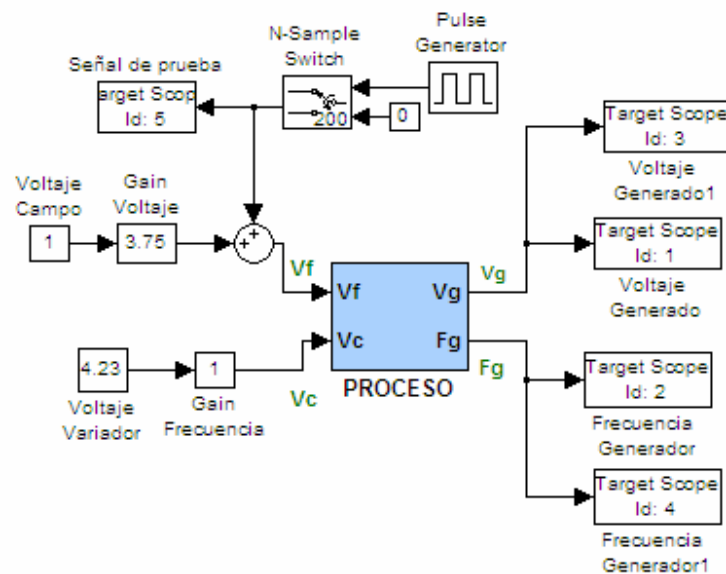 N-Sample
Switch
Pulse
Generator
Señal de prueba
arget Scop
Id: 5
200
0
Target Scope
Id: 3
Voltaje
Generado1
Voltaje
Campo
1
Gain
Voltaje
3.75
++
Vf
Target Scope
Id: 1
Voltaje
Generado
Vf
Vc
Vg
Fg
PROCESO
Vg
Fg
4.23
Voltaje
Variador
1
Gain
Frecuencia
Vc
Target Scope
Id: 2
Frecuencia
Generador
Target Scope
Id: 4
Frecuencia
Generador1